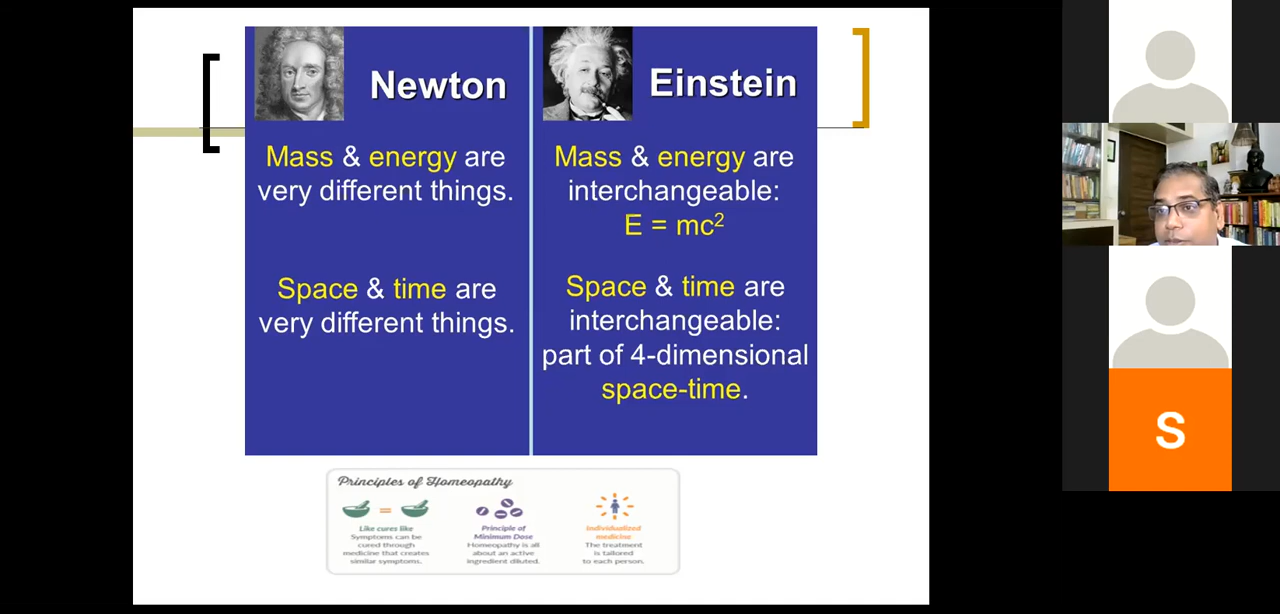 Newton
Mass & energy are
very different things.
Space & time are
very different things.
Einstein
Mass & energy are
interchangeable:
E = mc²
Space & time are
interchangeable:
part of 4-dimensional
space-time.
Principles of Homeopathy
=
Like cures like
Symptoms can be
cured through
medicine that creates
similar symptoms.
Principle of
Minimum Dose
Homeopathy is all
about an active
ingredient diluted.
Individualized
medicine
The treatment
is tailored
to each person.
S